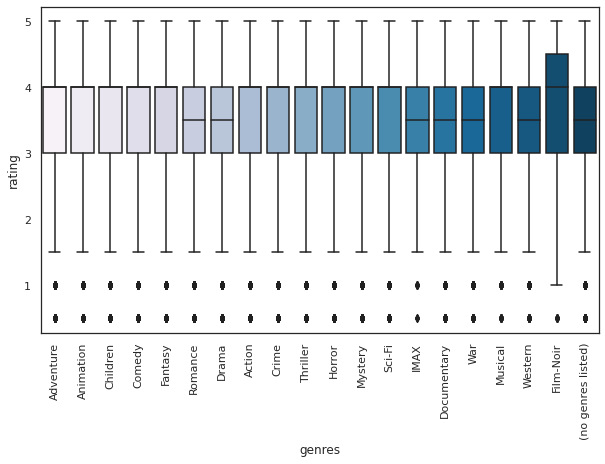 5
4
3
2
1
rating
Adventure
Animation
Children
Comedy
Fantasy
Romance
Drama
Action
Crime
Thriller
Horror
Mystery
Sci-Fi
IMAX
Documentary
War
Musical
Western
Film-Noir
(no genres listed)
genres